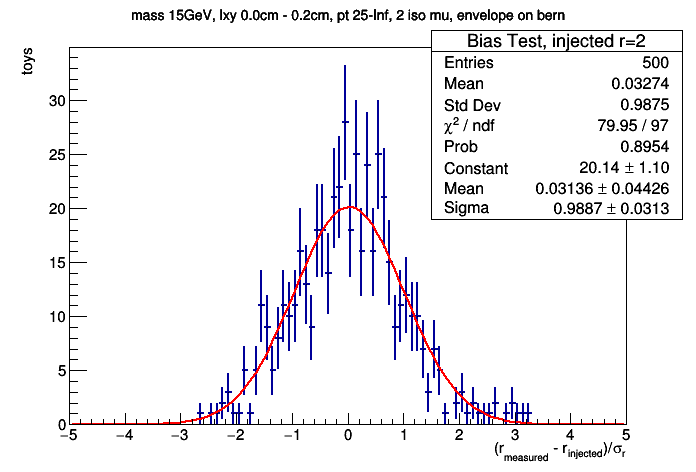 mass 15GeV, lxy 0.0cm - 0.2cm, pt 25-Inf, 2 iso mu, envelope on bern
toys
Bias Test, injected r=2
Entries 500
Mean 0.03274
Std Dev 0.9875
χ² / ndf 79.95 / 97
Prob 0.8954
Constant 20.14 ± 1.10
Mean 0.03136 ± 0.04426
Sigma 0.9887 ± 0.0313
30
25
20
15
10
5
0
−5 −4 −3 −2 −1 0 1 2 3 4 5
(r_measured - r_injected)/σ_r